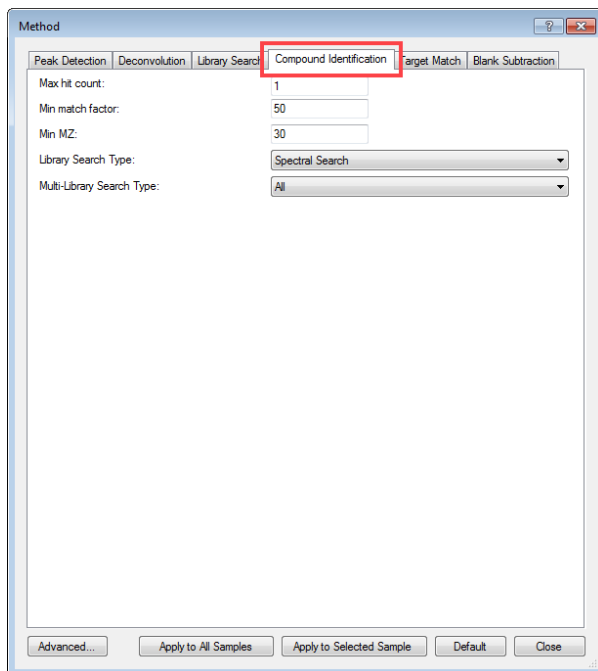 Method
Peak Detection Deconvolution Library Search Compound Identification Target Match Blank Subtraction
Max hit count: 1
Min match factor: 50
Min MZ: 30
Library Search Type: Spectral Search
Multi-Library Search Type: All
Advanced... Apply to All Samples Apply to Selected Sample Default Close